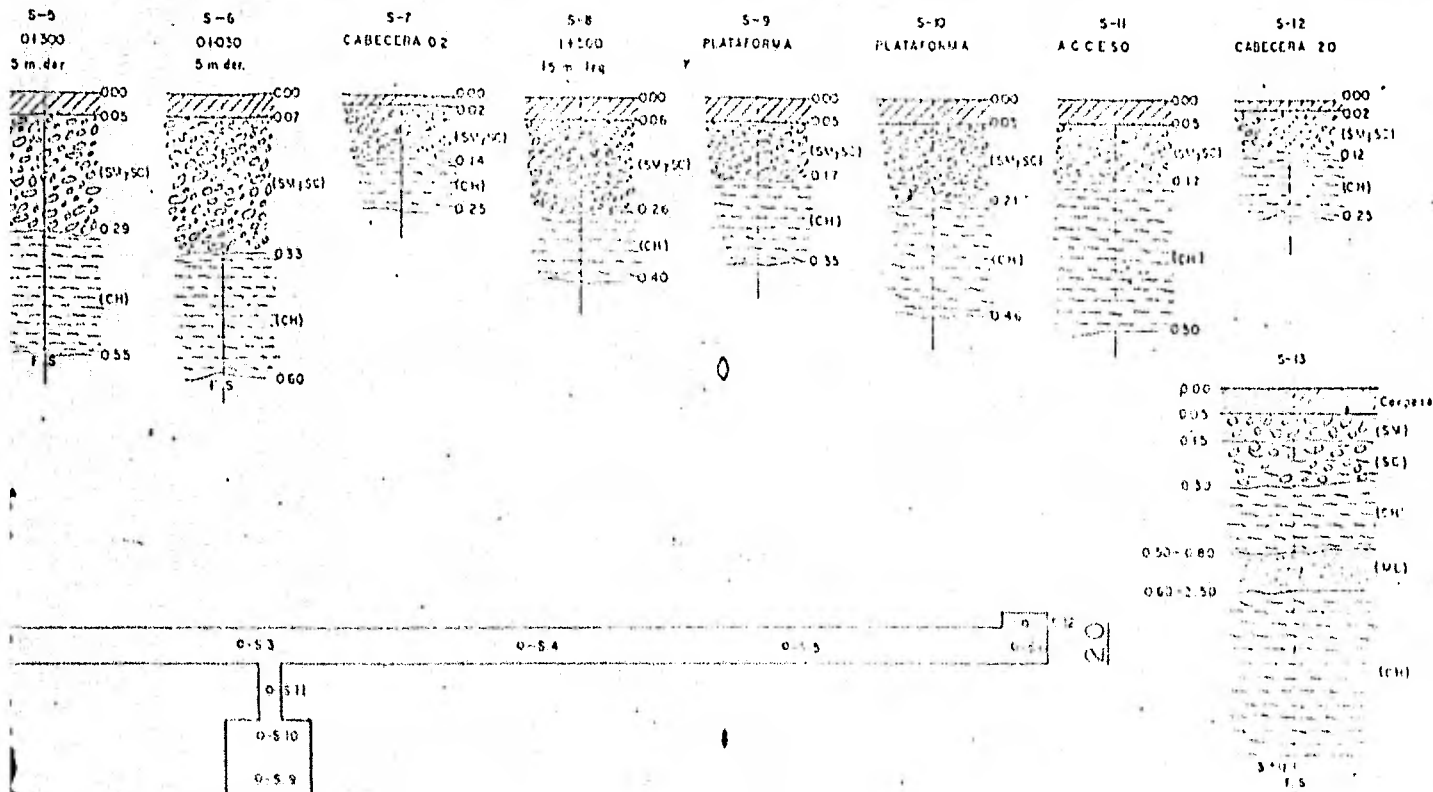 S-5
0+300
5 m. der
0.00
0.05
(SM y SC)
0.29
(CH)
0.55
F. S
S-6
0+030
5 m der.
0.00
0.07
(SM y SC)
0.33
(CH)
0.60
F. S
S-7
CABECERA 02
0.00
0.02
(SM y SC)
0.14
(CH)
0.25
S-8
15 m. Izq
0.00
0.06
(SM y SC)
0.26
(CH)
0.40
S-9
PLATAFORMA
Y
0.00
0.05
(SM y SC)
0.17
(CH)
0.35
S-10
PLATAFORMA
0.00
0.05
(SM y SC)
0.21
(CH)
0.46
S-11
ACCESO
0.00
0.05
(SM y SC)
(CH)
0.50
S-12
CABECERA 20
0.00
0.02
(SM y SC)
0.12
(CH)
0.25
S-13
0.00
0.05
0.15
0.30
0.50-0.80
0.60-2.50
(SM)
(SC)
(CH)
(ML)
(CH)
F. S
0-S.3
0-S.4
0-S.5
20
0-S.11
0-S.10
0-S.9